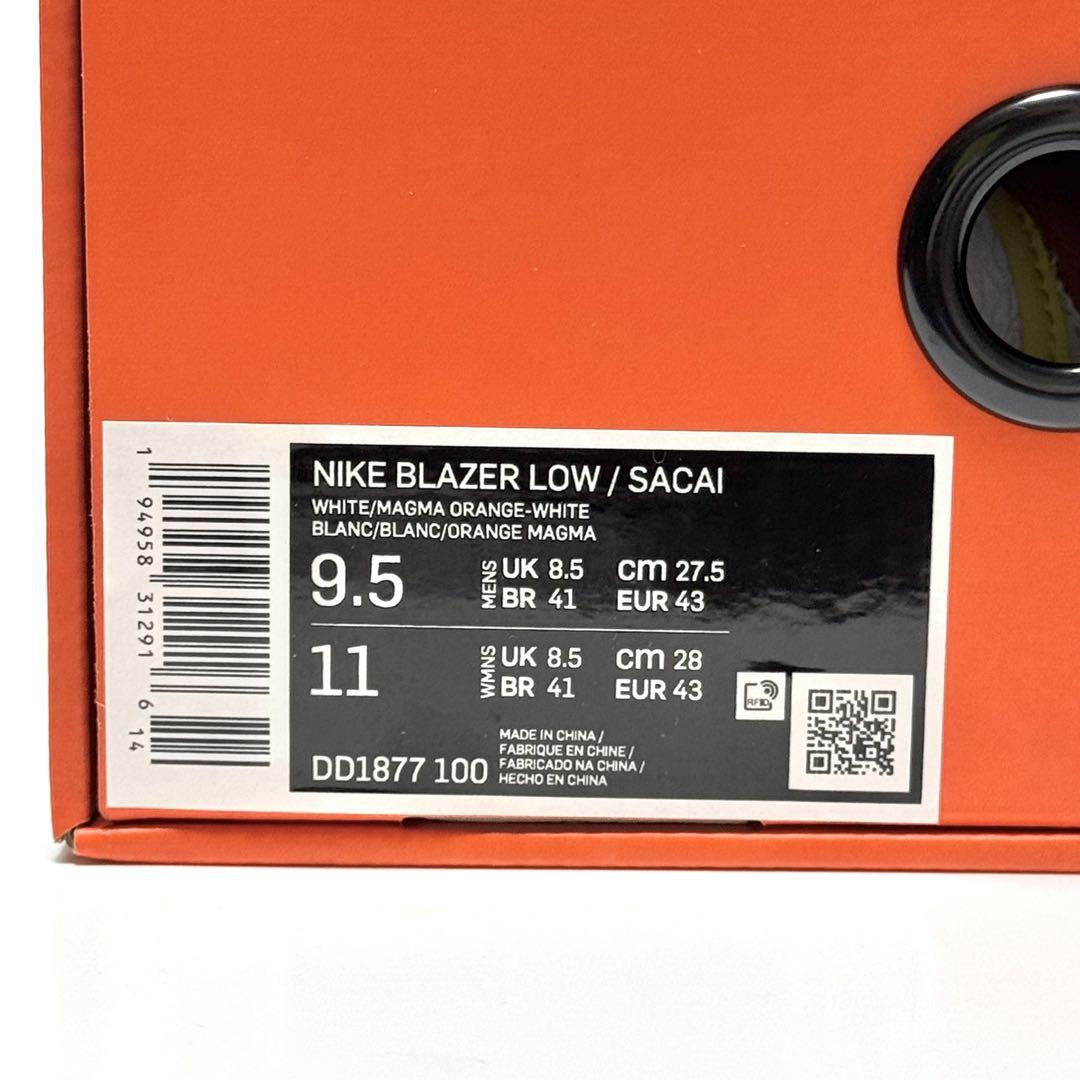 1 94958 31291 6 14
NIKE BLAZER LOW / SACAI
WHITE/MAGMA ORANGE-WHITE
BLANC/BLANC/ORANGE MAGMA
9.5 MENS UK 8.5 cm 27.5
BR 41 EUR 43
11 WMNS UK 8.5 cm 28
BR 41 EUR 43
RFID
DD1877 100
MADE IN CHINA /
FABRIQUE EN CHINE /
FABRICADO NA CHINA /
HECHO EN CHINA